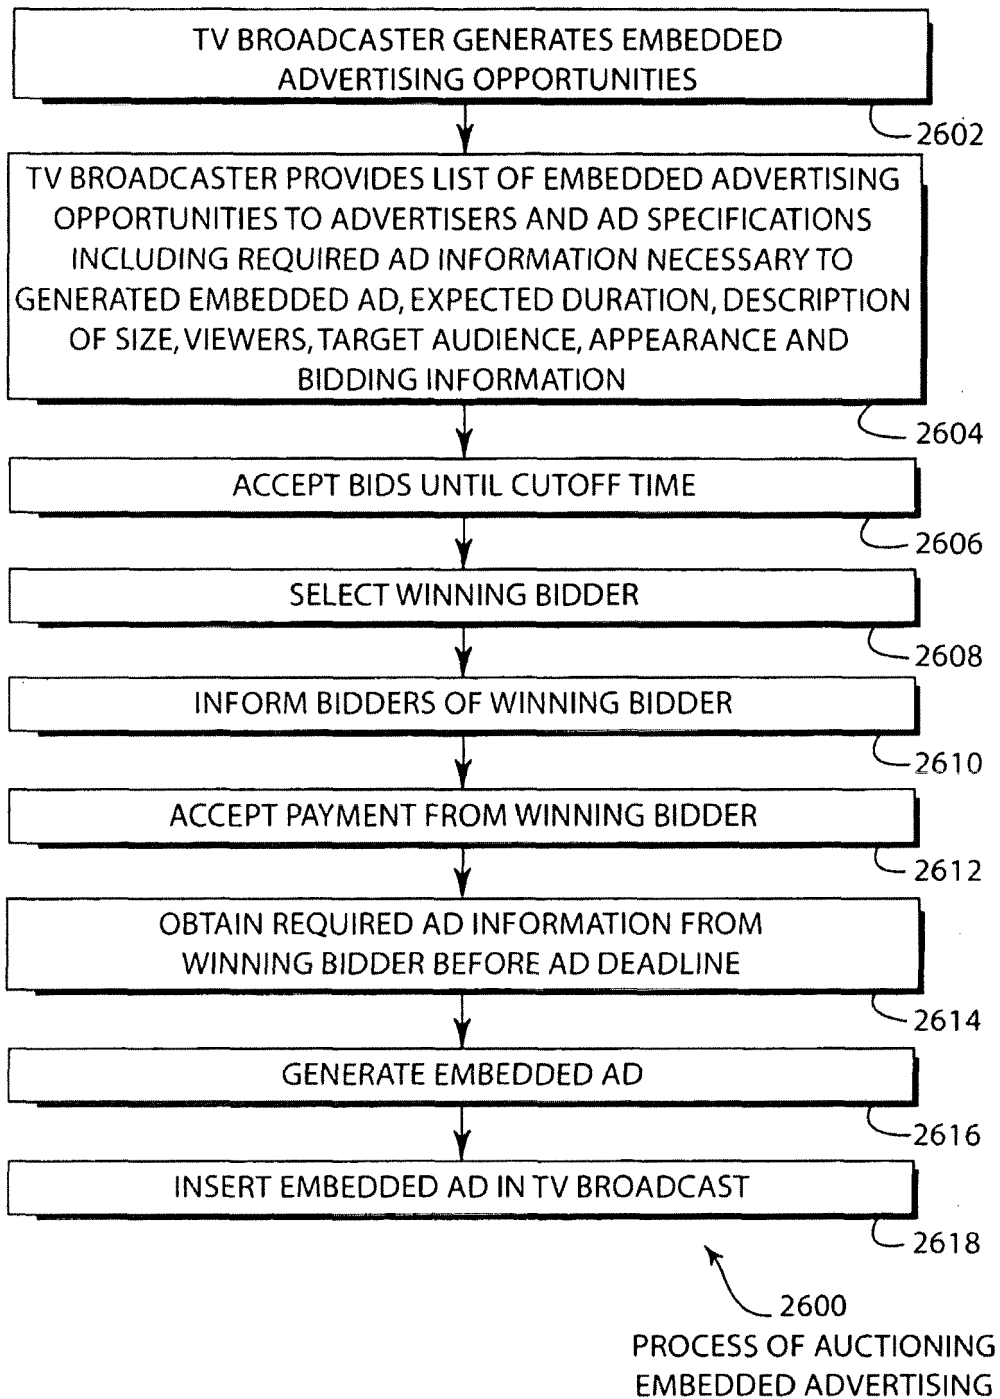 TV BROADCASTER GENERATES EMBEDDED
ADVERTISING OPPORTUNITIES
2602
TV BROADCASTER PROVIDES LIST OF EMBEDDED ADVERTISING
OPPORTUNITIES TO ADVERTISERS AND AD SPECIFICATIONS
INCLUDING REQUIRED AD INFORMATION NECESSARY TO
GENERATED EMBEDDED AD, EXPECTED DURATION, DESCRIPTION
OF SIZE, VIEWERS, TARGET AUDIENCE, APPEARANCE AND
BIDDING INFORMATION
2604
ACCEPT BIDS UNTIL CUTOFF TIME
2606
SELECT WINNING BIDDER
2608
INFORM BIDDERS OF WINNING BIDDER
2610
ACCEPT PAYMENT FROM WINNING BIDDER
2612
OBTAIN REQUIRED AD INFORMATION FROM
WINNING BIDDER BEFORE AD DEADLINE
2614
GENERATE EMBEDDED AD
2616
INSERT EMBEDDED AD IN TV BROADCAST
2618
2600
PROCESS OF AUCTIONING
EMBEDDED ADVERTISING